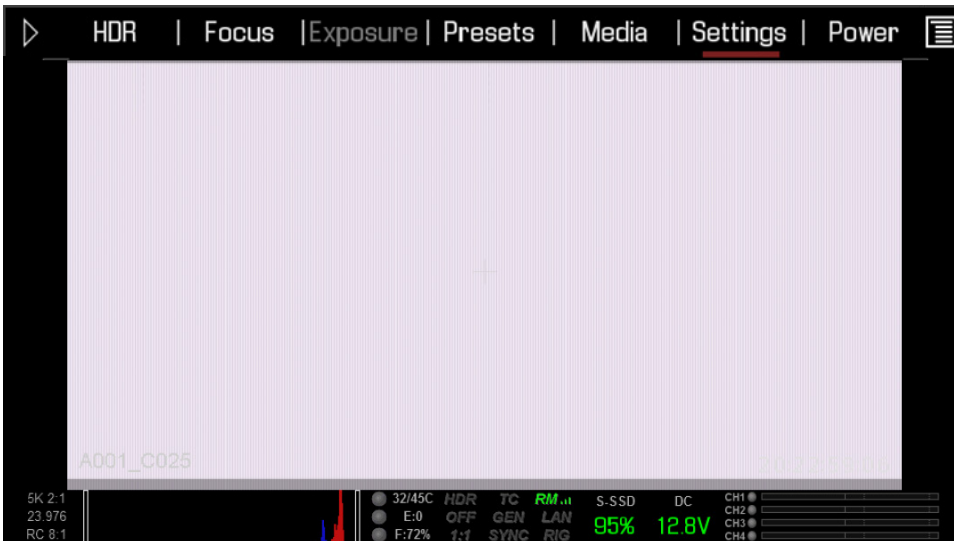 HDR | Focus | Exposure | Presets | Media | Settings | Power
A001_C025
5K 2:1
23.976
RC 8:1
32/45C
E:0
F:72%
HDR TC RM
OFF GEN LAN
1:1 SYNC RIG
S-SSD
95%
DC
12.8V
CH1
CH2
CH3
CH4